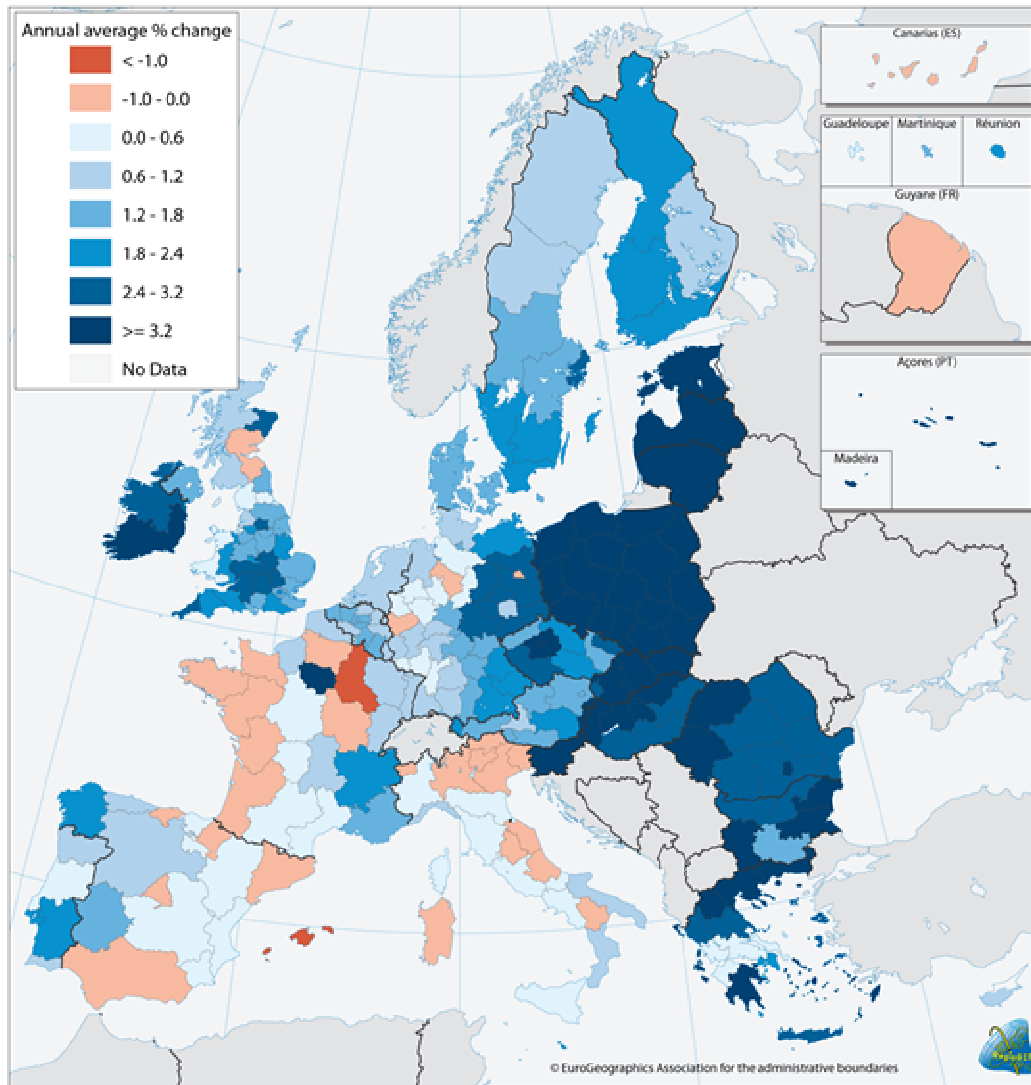 Annual average % change
< -1.0
-1.0 - 0.0
0.0 - 0.6
0.6 - 1.2
1.2 - 1.8
1.8 - 2.4
2.4 - 3.2
>= 3.2
No Data
Canarias (ES)
Guadeloupe
Martinique
Réunion
Guyane (FR)
Açores (PT)
Madeira
© EuroGeographics Association for the administrative boundaries